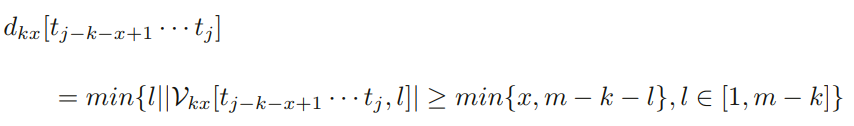 d_{kx}[t_{j−k−x+1} ⋯ t_j]
= min{l||𝒱_{kx}[t_{j−k−x+1} ⋯ t_j, l]| ≥ min{x, m − k − l}, l ∈ [1, m − k]}